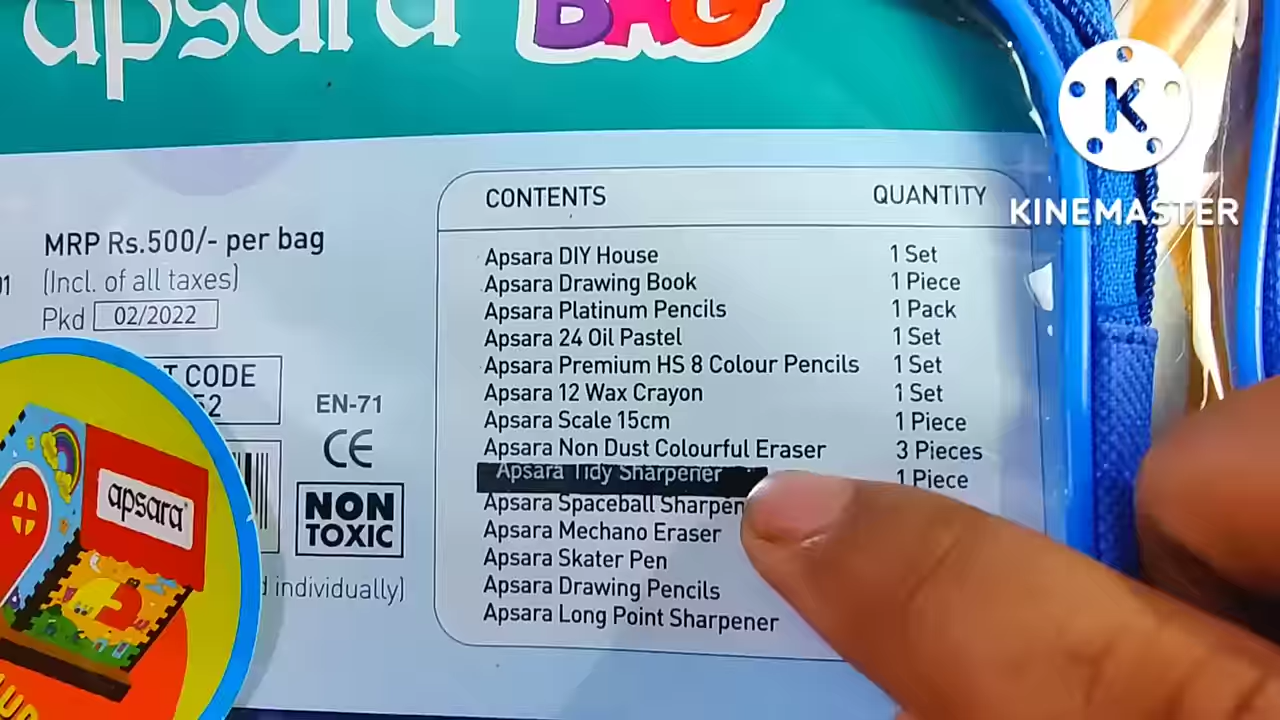 apsara BAG
K
KINEMASTER
CONTENTS QUANTITY
Apsara DIY House 1 Set
Apsara Drawing Book 1 Piece
Apsara Platinum Pencils 1 Pack
Apsara 24 Oil Pastel 1 Set
Apsara Premium HS 8 Colour Pencils 1 Set
Apsara 12 Wax Crayon 1 Set
Apsara Scale 15cm 1 Piece
Apsara Non Dust Colourful Eraser 3 Pieces
Apsara Tidy Sharpener 1 Piece
Apsara Spaceball Sharpen
Apsara Mechano Eraser
Apsara Skater Pen
Apsara Drawing Pencils
Apsara Long Point Sharpener
MRP Rs.500/- per bag
(Incl. of all taxes)
Pkd 02/2022
T CODE
52
EN-71
CE
NON
TOXIC
individually)
apsara